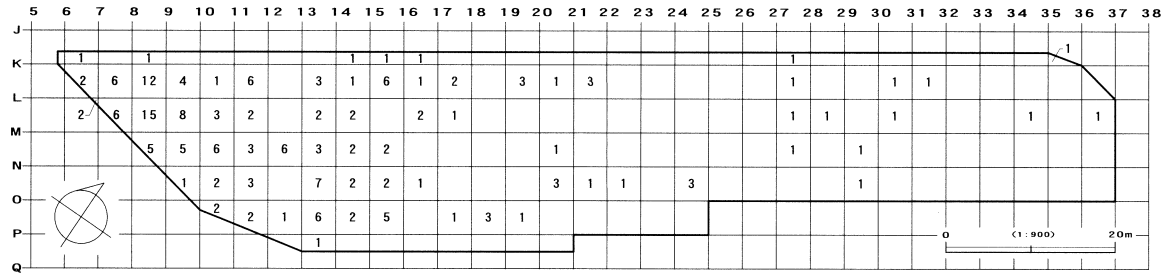 5 6 7 8 9 10 11 12 13 14 15 16 17 18 19 20 21 22 23 24 25 26 27 28 29 30 31 32 33 34 35 36 37 38
J
1
K 1 1 1 1 1 1
2 6 12 4 1 6 3 1 6 1 2 3 1 3 1 1 1
L
2 6 15 8 3 2 2 2 2 1 1 1 1 1 1
M
5 5 6 3 6 3 2 2 1 1 1
N
1 2 3 7 2 2 1 3 1 1 3 1
O
2
2 1 6 2 5 1 3 1
P 0 (1:900) 20m
1
Q